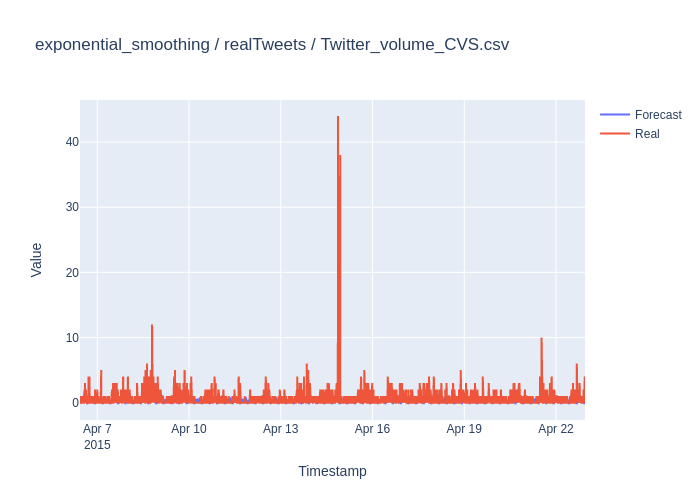 exponential_smoothing / realTweets / Twitter_volume_CVS.csv
Forecast
Real
Value
40
30
20
10
0
Apr 7
2015
Apr 10
Apr 13
Apr 16
Apr 19
Apr 22
Timestamp